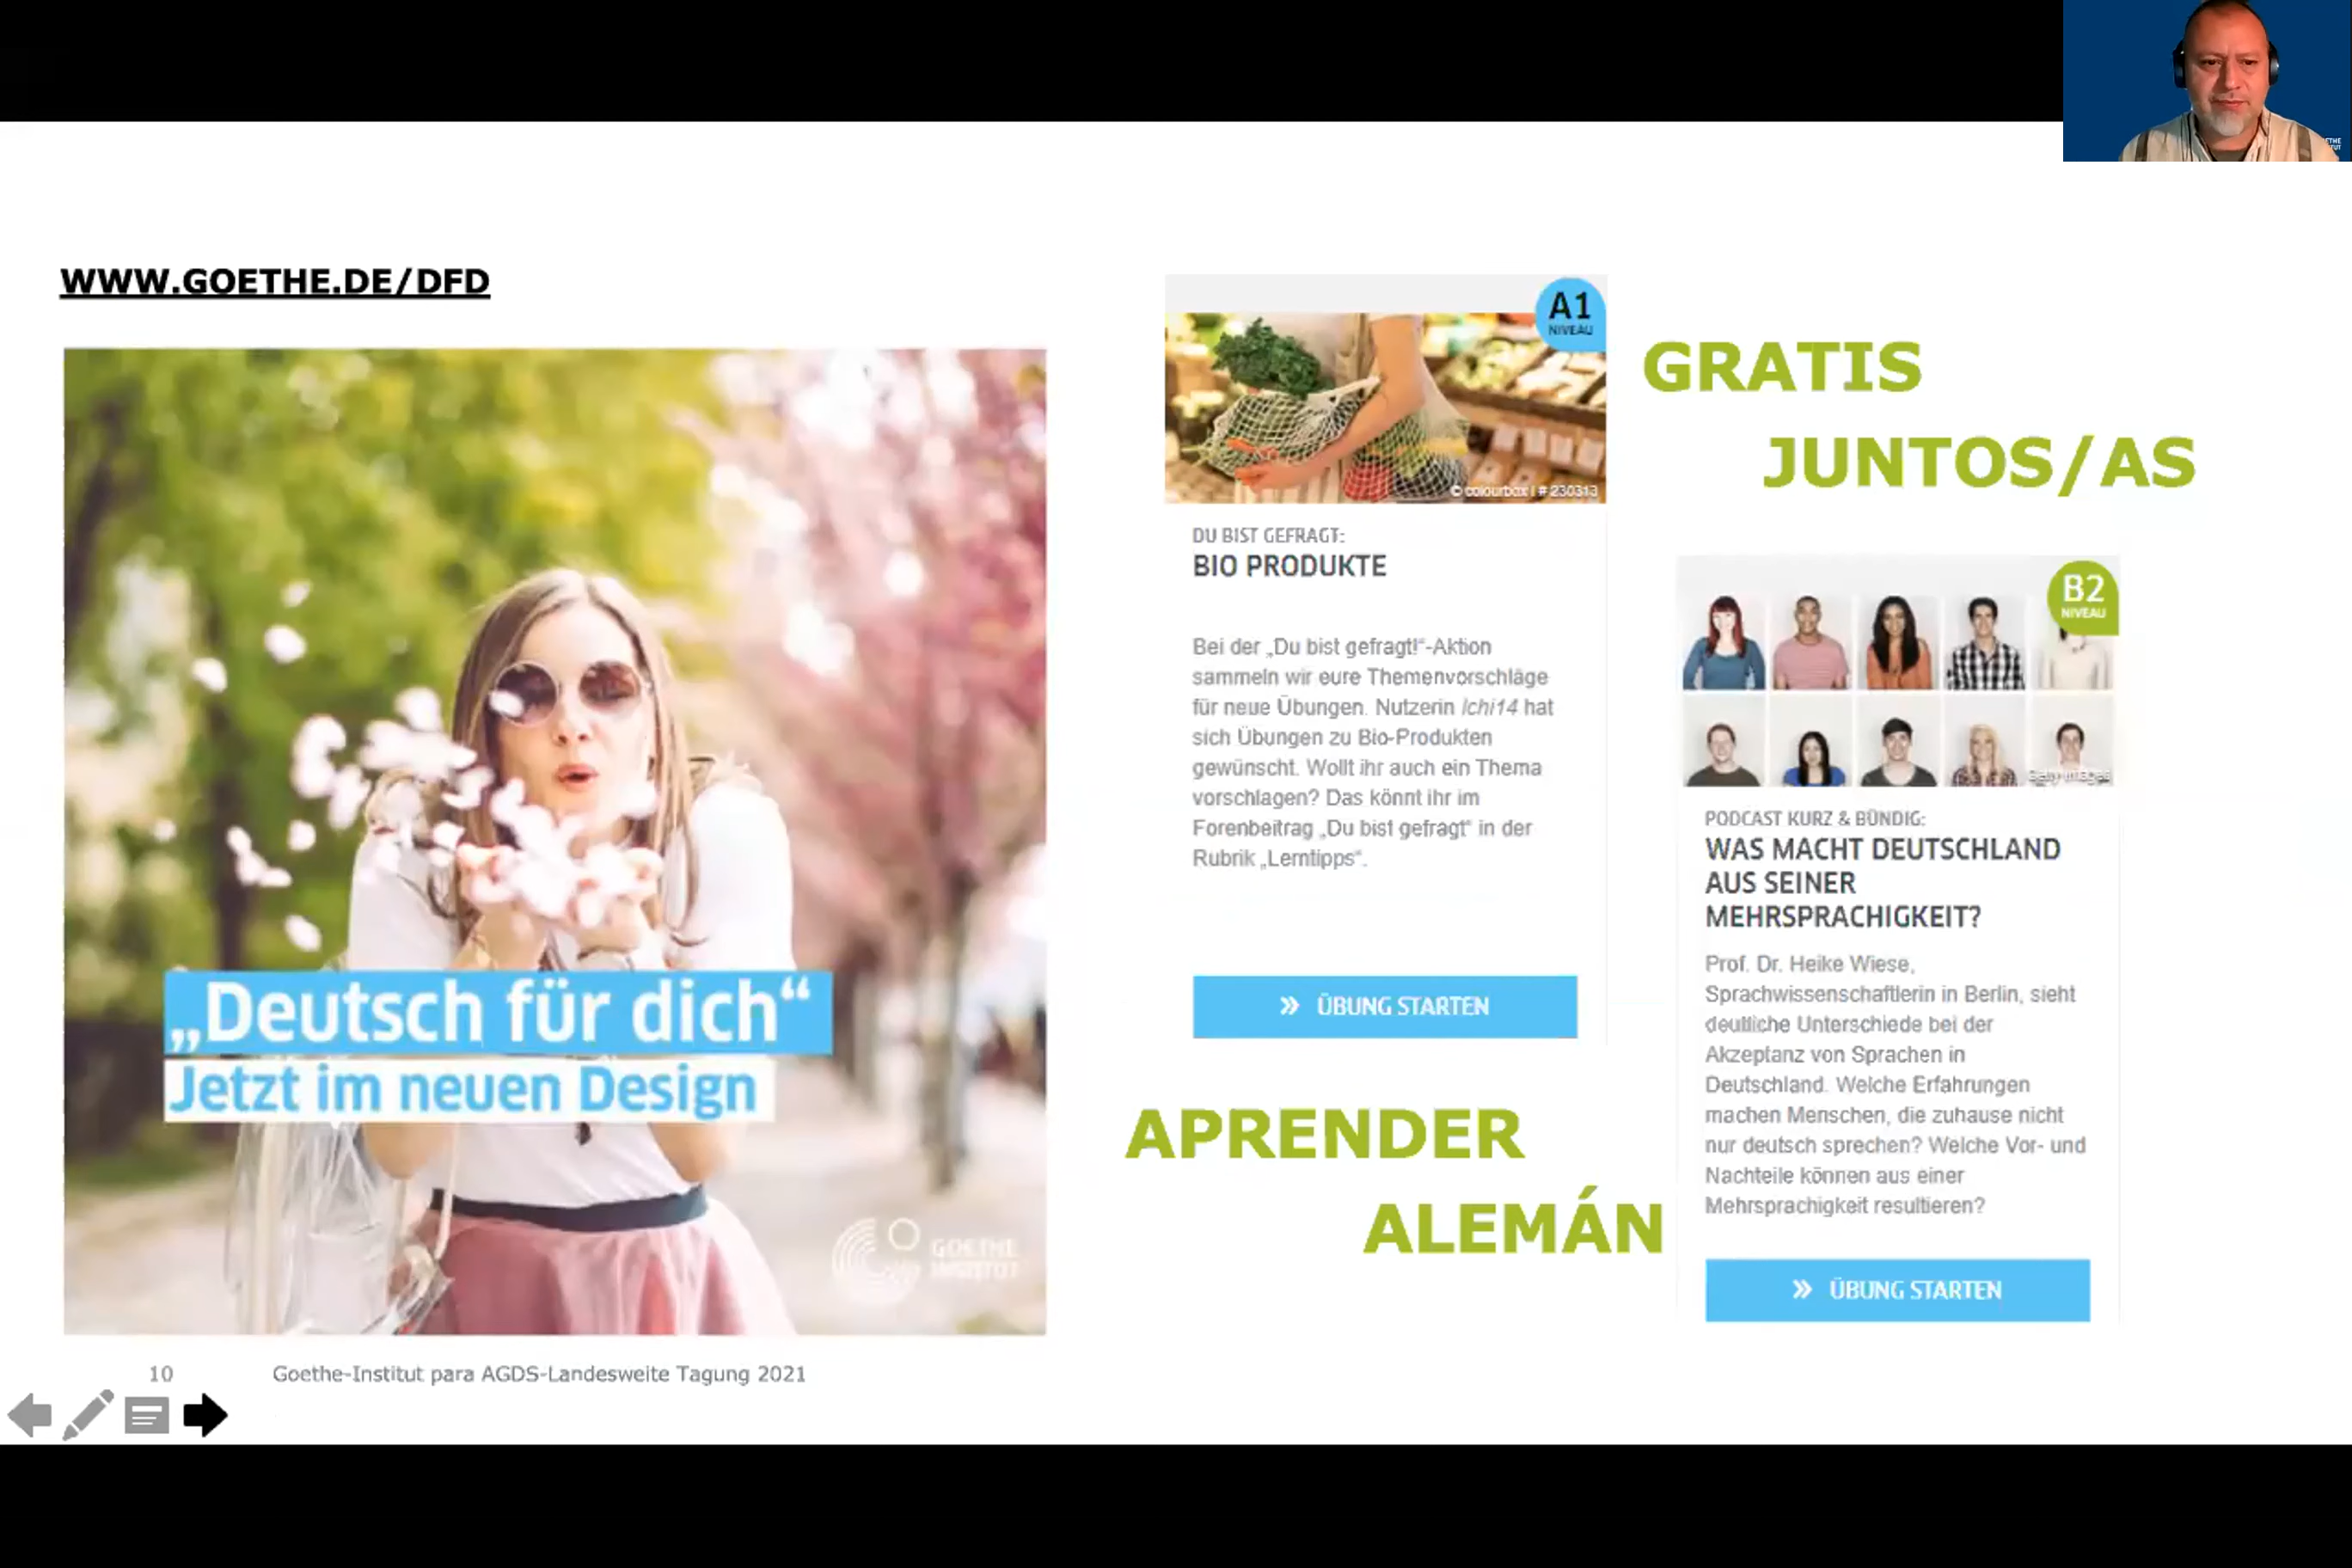 WWW.GOETHE.DE/DFD
„Deutsch für dich“
Jetzt im neuen Design
GOETHE
INSTITUT
A1
NIVEAU
© colourbox | # 230313
DU BIST GEFRAGT:
BIO PRODUKTE
Bei der „Du bist gefragt!“-Aktion
sammeln wir eure Themenvorschläge
für neue Übungen. Nutzerin Ichi14 hat
sich Übungen zu Bio-Produkten
gewünscht. Wollt ihr auch ein Thema
vorschlagen? Das könnt ihr im
Forenbeitrag „Du bist gefragt“ in der
Rubrik „Lerntipps“.
» ÜBUNG STARTEN
GRATIS
JUNTOS/AS
APRENDER
ALEMÁN
B2
NIVEAU
PODCAST KURZ & BÜNDIG:
WAS MACHT DEUTSCHLAND
AUS SEINER
MEHRSPRACHIGKEIT?
Prof. Dr. Heike Wiese,
Sprachwissenschaftlerin in Berlin, sieht
deutliche Unterschiede bei der
Akzeptanz von Sprachen in
Deutschland. Welche Erfahrungen
machen Menschen, die zuhause nicht
nur deutsch sprechen? Welche Vor- und
Nachteile können aus einer
Mehrsprachigkeit resultieren?
» ÜBUNG STARTEN
10
Goethe-Institut para AGDS-Landesweite Tagung 2021